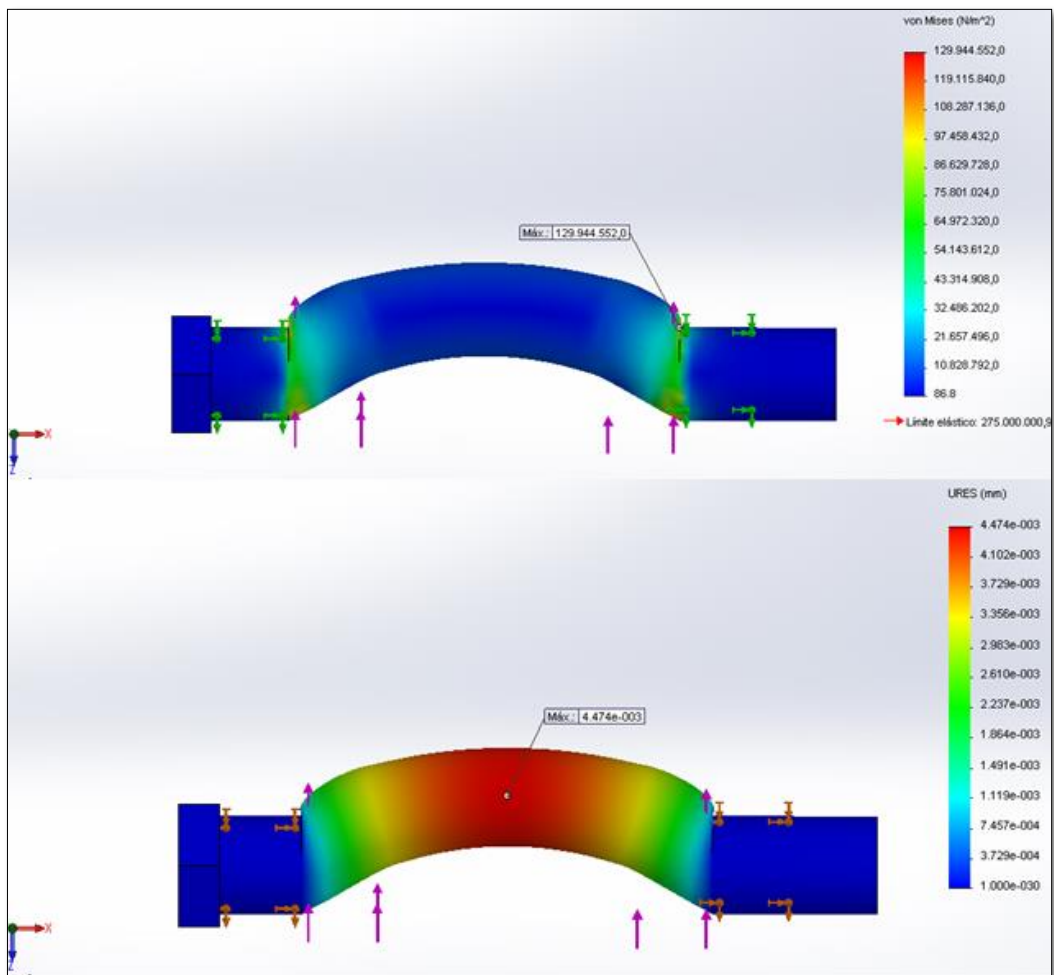 von Mises (N/m^2)
129.944.552,0
119.115.840,0
108.287.136,0
97.458.432,0
86.629.728,0
75.801.024,0
64.972.320,0
54.143.612,0
43.314.908,0
32.486.202,0
21.657.496,0
10.828.792,0
86.8
Límite elástico: 275.000.000,9
Máx.: 129.944.552,0
X
Z
URES (mm)
4.474e-003
4.102e-003
3.729e-003
3.356e-003
2.983e-003
2.610e-003
2.237e-003
1.864e-003
1.491e-003
1.119e-003
7.457e-004
3.729e-004
1.000e-030
Máx.: 4.474e-003
X
Z